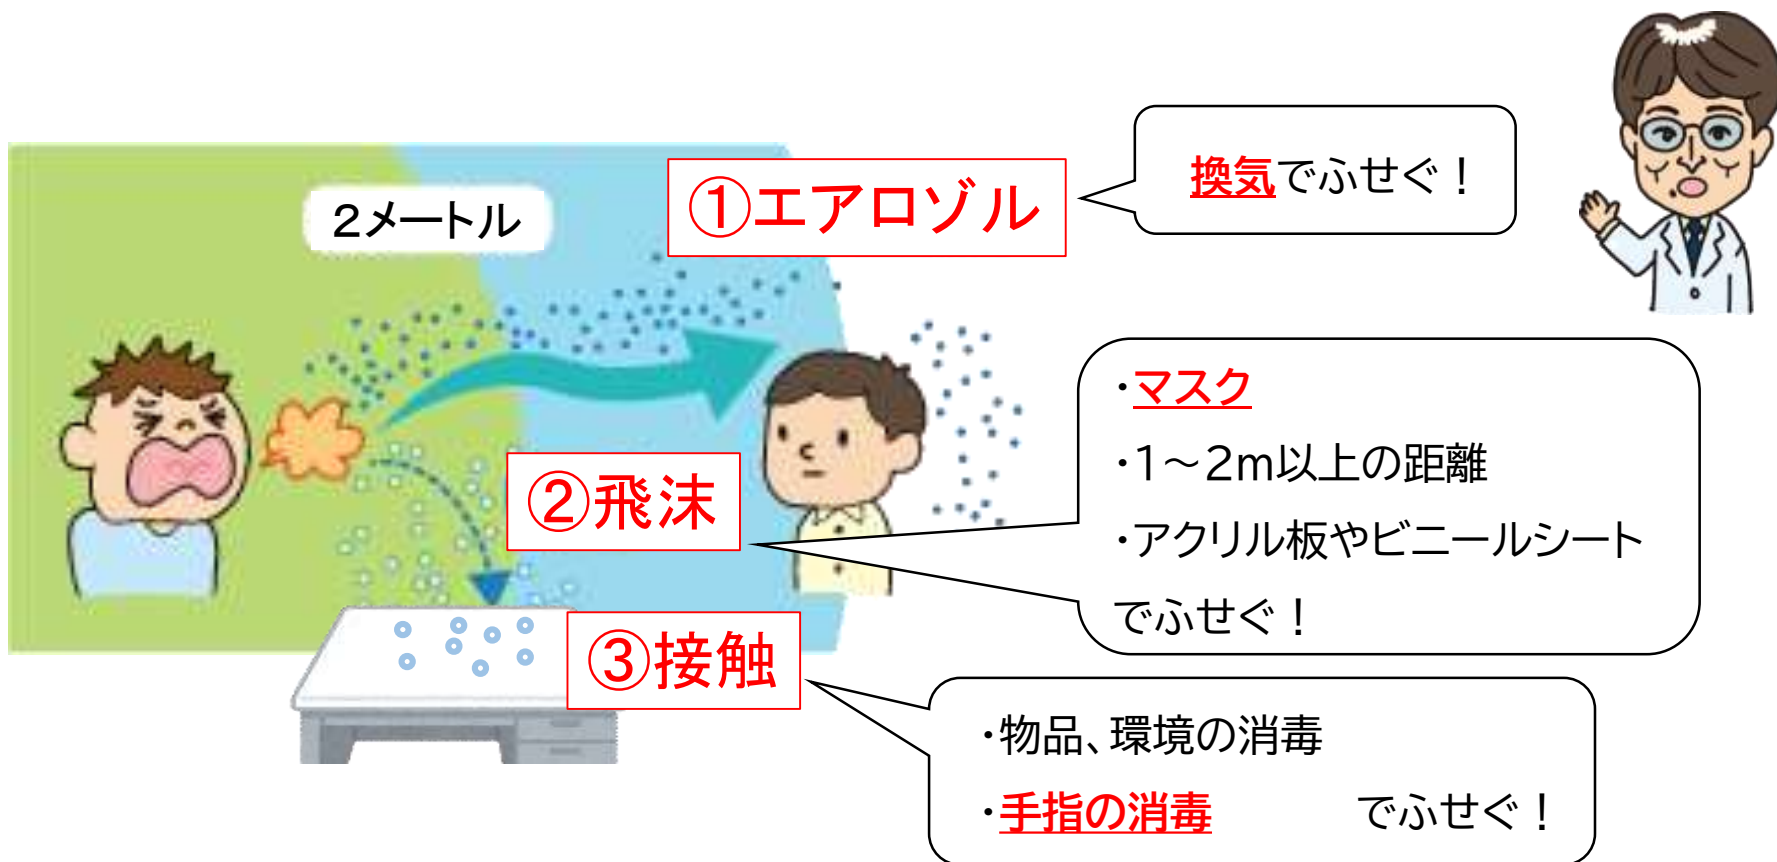 2メートル
①エアロゾル
換気でふせぐ！
②飛沫
・マスク
・1～2m以上の距離
・アクリル板やビニールシート
でふせぐ！
③接触
・物品、環境の消毒
・手指の消毒　でふせぐ！